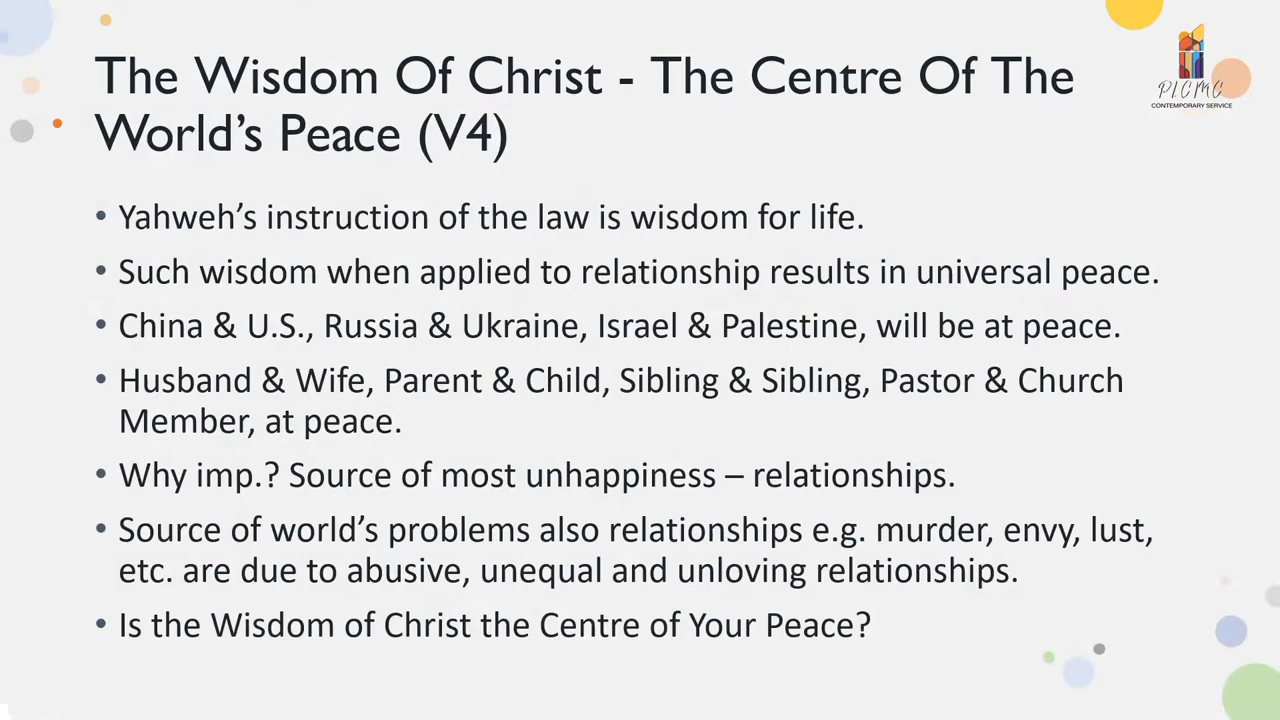 The Wisdom Of Christ - The Centre Of The
World’s Peace (V4)
PLCMC
CONTEMPORARY SERVICE
• Yahweh’s instruction of the law is wisdom for life.
• Such wisdom when applied to relationship results in universal peace.
• China & U.S., Russia & Ukraine, Israel & Palestine, will be at peace.
• Husband & Wife, Parent & Child, Sibling & Sibling, Pastor & Church
Member, at peace.
• Why imp.? Source of most unhappiness – relationships.
• Source of world’s problems also relationships e.g. murder, envy, lust,
etc. are due to abusive, unequal and unloving relationships.
• Is the Wisdom of Christ the Centre of Your Peace?